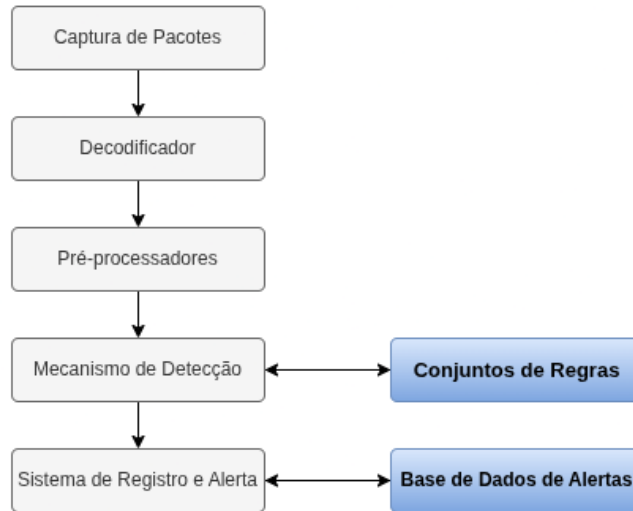 Captura de Pacotes
Decodificador
Pré-processadores
Mecanismo de Detecção
Conjuntos de Regras
Sistema de Registro e Alerta
Base de Dados de Alertas